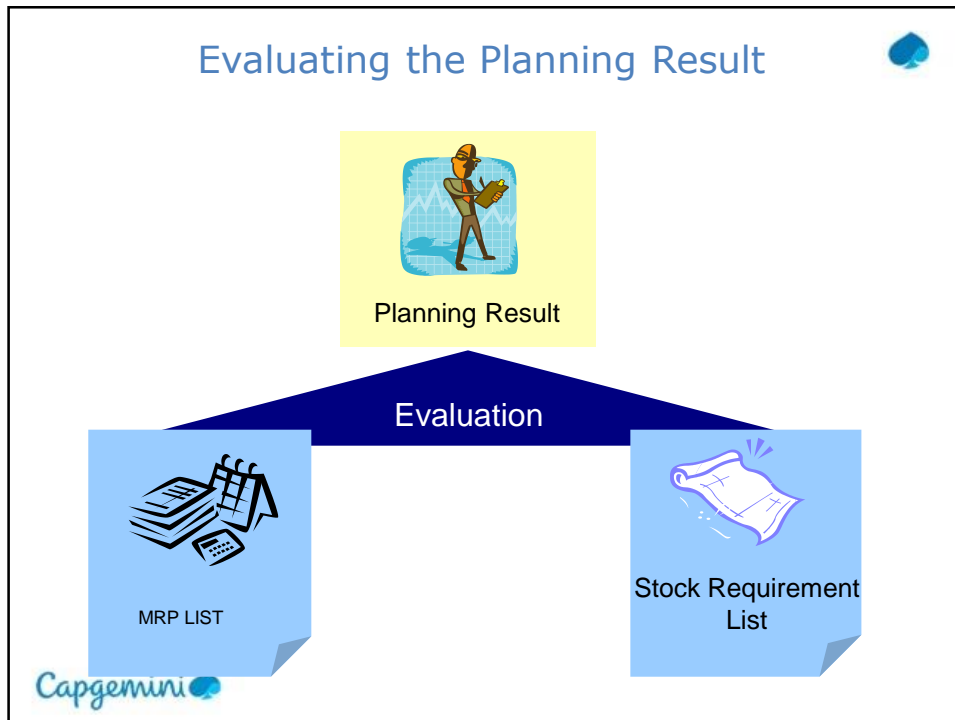 Evaluating the Planning Result
Planning Result
Evaluation
MRP LIST
Stock Requirement
List
Capgemini